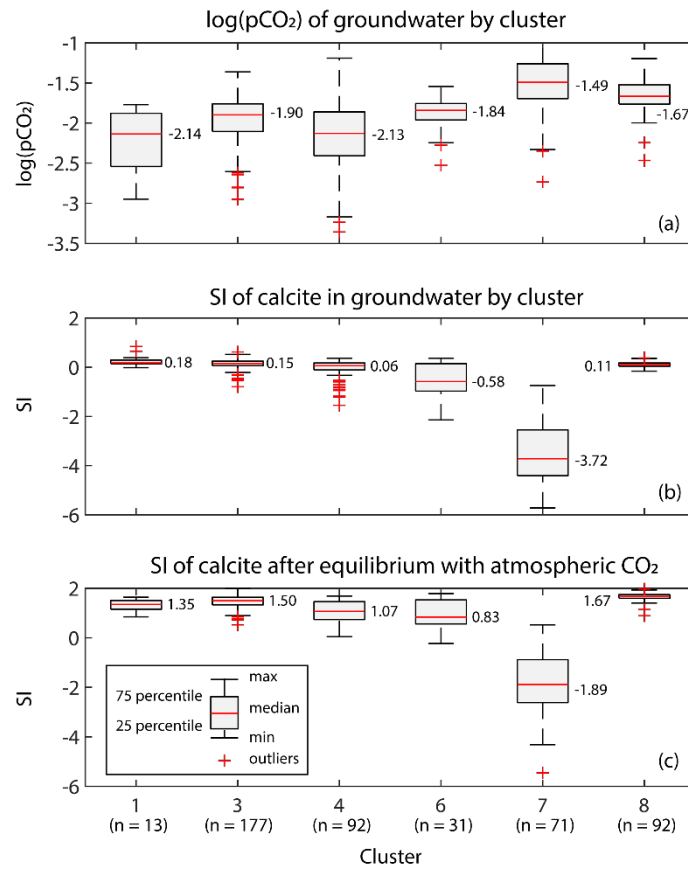 log(pCO₂) of groundwater by cluster
-1
-1.5
-2
-2.5
-3
-3.5
log(pCO₂)
-2.14
-1.90
-2.13
-1.84
-1.49
-1.67
(a)
SI of calcite in groundwater by cluster
2
0
-2
-4
-6
SI
0.18
0.15
0.06
-0.58
-3.72
0.11
(b)
SI of calcite after equilibrium with atmospheric CO₂
2
0
-2
-4
-6
SI
1.35
1.50
1.07
0.83
-1.89
1.67
(c)
75 percentile
25 percentile
max
median
min
outliers
1 3 4 6 7 8
(n = 13) (n = 177) (n = 92) (n = 31) (n = 71) (n = 92)
Cluster